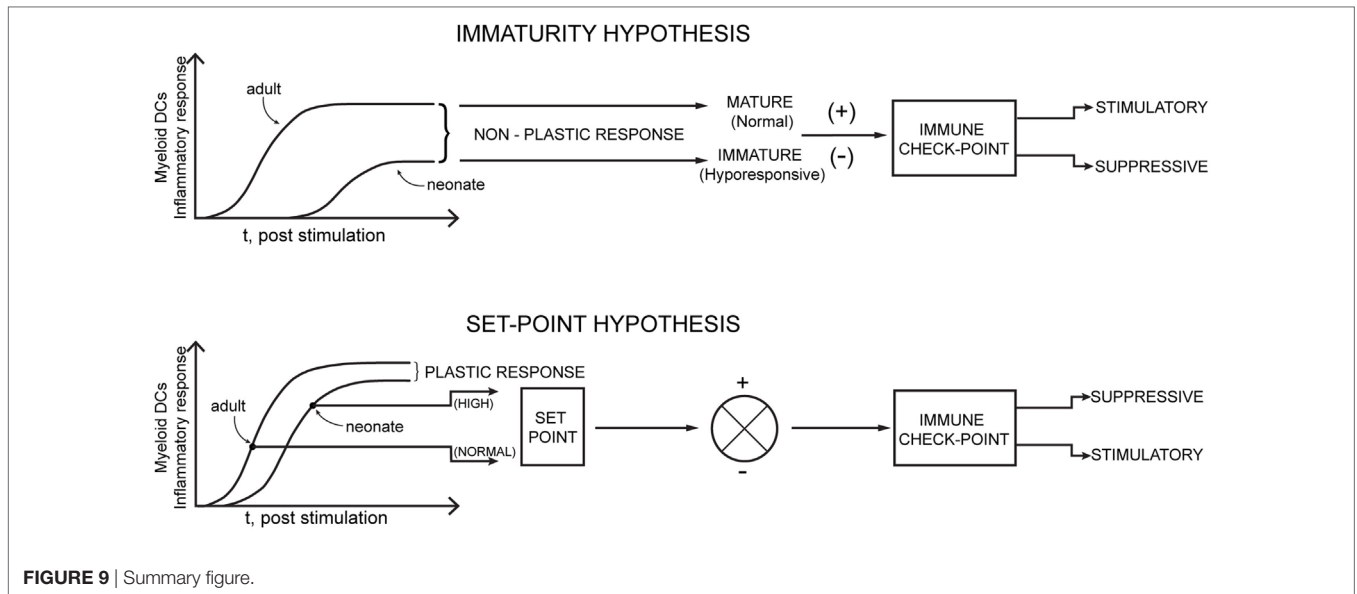 IMMATURITY HYPOTHESIS
Myeloid DCs
Inflammatory response
adult
neonate
t, post stimulation
NON - PLASTIC RESPONSE
MATURE
(Normal)
IMMATURE
(Hyporesponsive)
(+)
(-)
IMMUNE
CHECK-POINT
STIMULATORY
SUPPRESSIVE
SET-POINT HYPOTHESIS
Myeloid DCs
Inflammatory response
adult
neonate
t, post stimulation
PLASTIC RESPONSE
(HIGH)
(NORMAL)
SET
POINT
+
-
IMMUNE
CHECK-POINT
SUPPRESSIVE
STIMULATORY
FIGURE 9 | Summary figure.